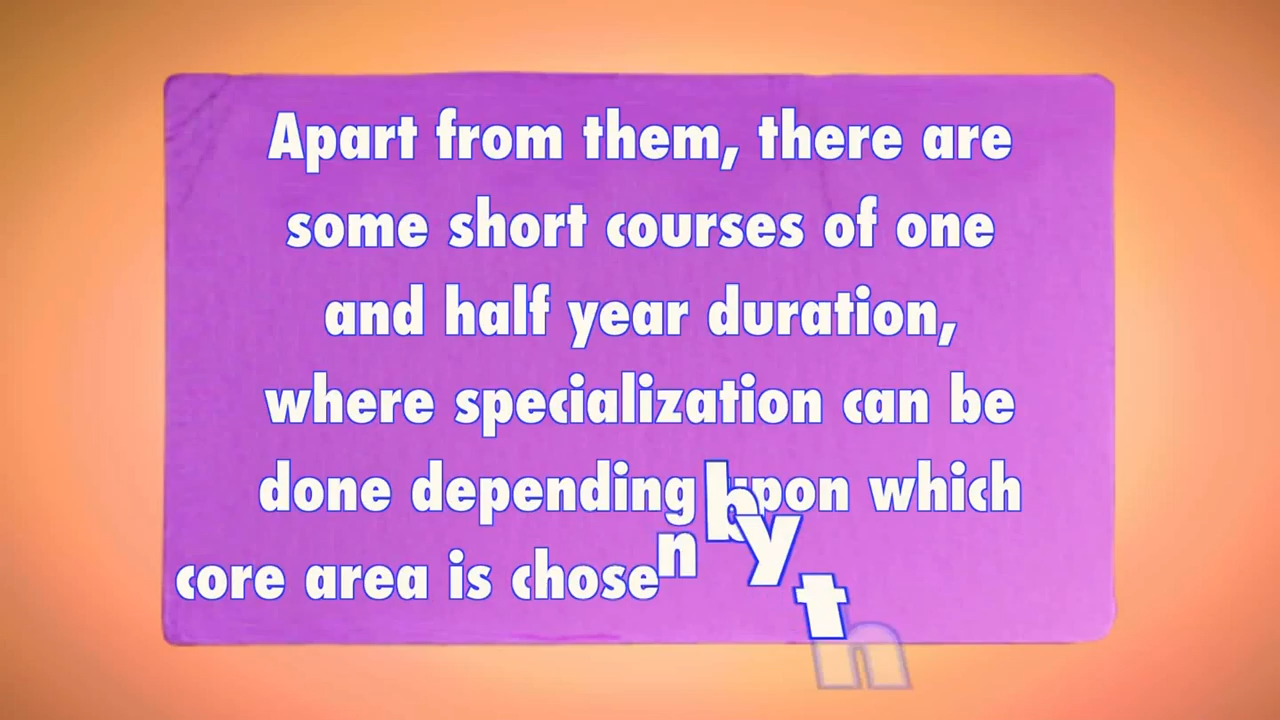 Apart from them, there are
some short courses of one
and half year duration,
where specialization can be
done depending upon which
core area is chosen by th